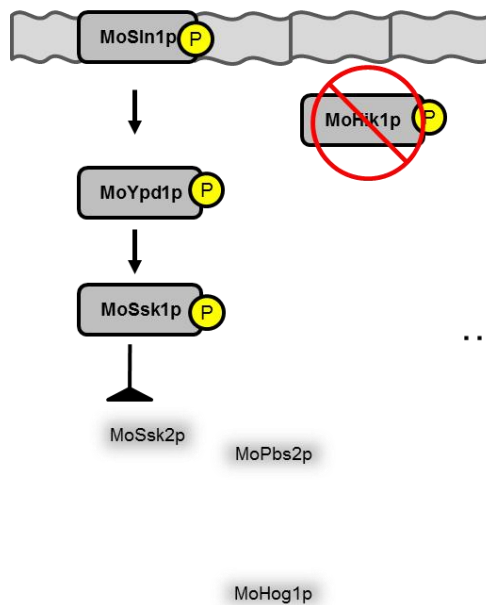 MoSln1p P
MoHik1p P
MoYpd1p P
MoSsk1p P
..
MoSsk2p
MoPbs2p
MoHog1p